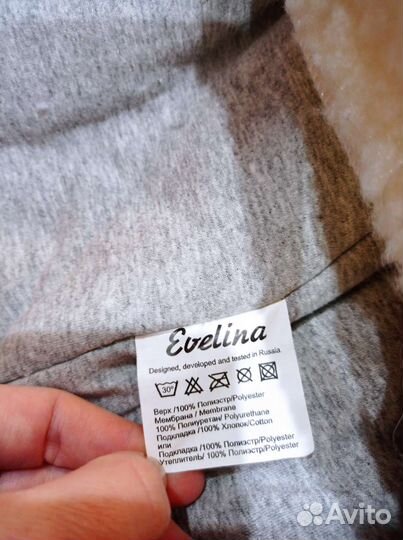 Evelina
Designed, developed and tested in Russia.
30°
Верх /100% Полиэстр/Polyester
Мембрана / Membrane
100% Полиуретан/ Polyurethane
Подкладка /100% Хлопок/Cotton
или
Подкладка /100% Полиэстр/Polyester
Утеплитель/ 100% Полиэстр/Polyester
Avito